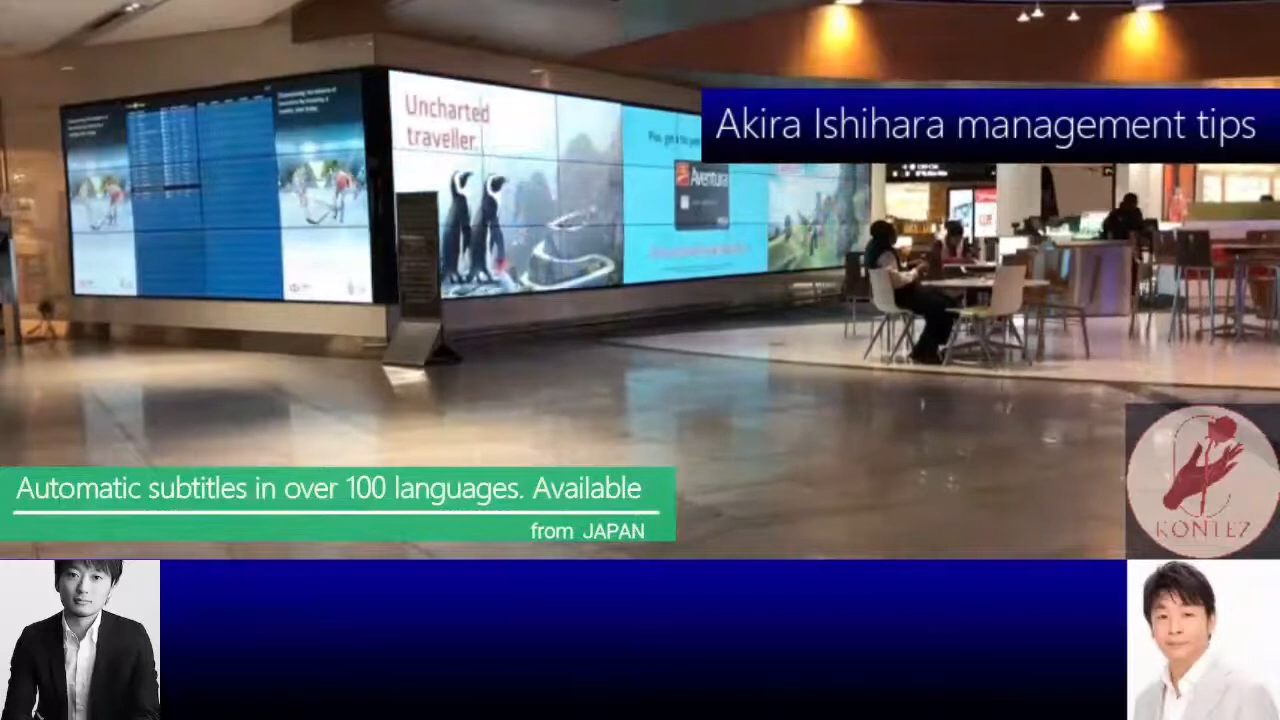 Akira Ishihara management tips
Uncharted
traveller.
Aventura
Automatic subtitles in over 100 languages. Available
from JAPAN
KONTEZ